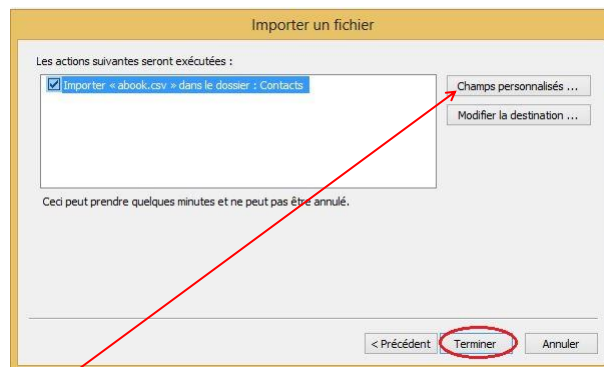 Importer un fichier
Les actions suivantes seront exécutées :
Importer « abook.csv » dans le dossier : Contacts
Champs personnalisés ...
Modifier la destination ...
Ceci peut prendre quelques minutes et ne peut pas être annulé.
< Précédent
Terminer
Annuler